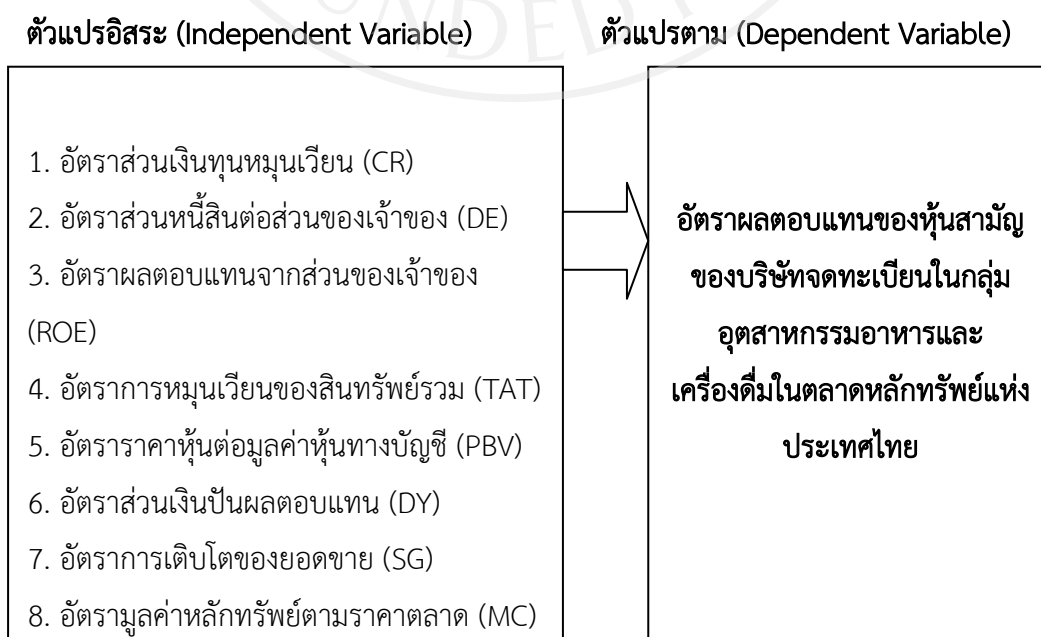 ตัวแปรอิสระ (Independent Variable)
ตัวแปรตาม (Dependent Variable)
1. อัตราส่วนเงินทุนหมุนเวียน (CR)
2. อัตราส่วนหนี้สินต่อส่วนของเจ้าของ (DE)
3. อัตราผลตอบแทนจากส่วนของเจ้าของ
(ROE)
4. อัตราการหมุนเวียนของสินทรัพย์รวม (TAT)
5. อัตราราคาหุ้นต่อมูลค่าหุ้นทางบัญชี (PBV)
6. อัตราส่วนเงินปันผลตอบแทน (DY)
7. อัตราการเติบโตของยอดขาย (SG)
8. อัตรามูลค่าหลักทรัพย์ตามราคาตลาด (MC)
อัตราผลตอบแทนของหุ้นสามัญ
ของบริษัทจดทะเบียนในกลุ่ม
อุตสาหกรรมอาหารและ
เครื่องดื่มในตลาดหลักทรัพย์แห่ง
ประเทศไทย